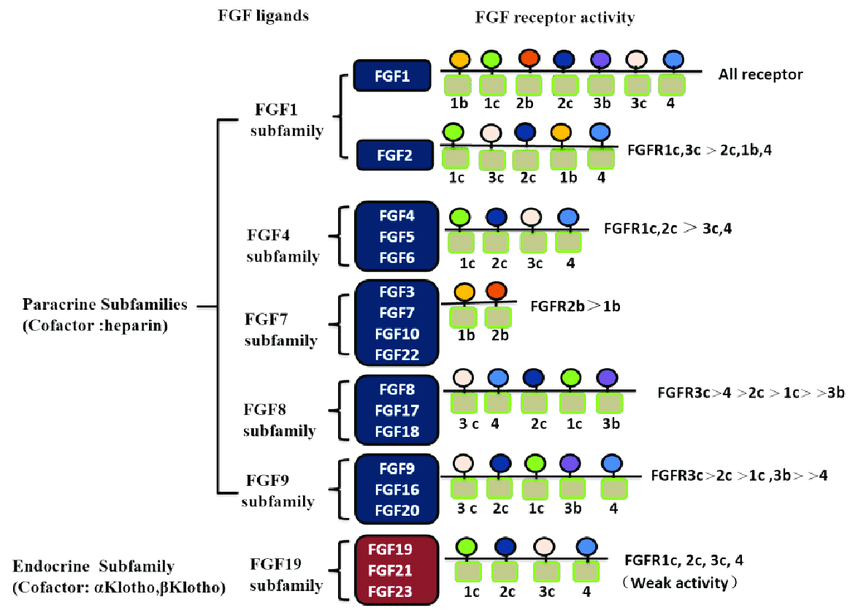 FGF ligands
FGF receptor activity
FGF1
1b 1c 2b 2c 3b 3c 4
All receptor
FGF1
subfamily
FGF2
1c 3c 2c 1b 4
FGFR1c,3c > 2c,1b,4
FGF4
subfamily
FGF4
FGF5
FGF6
1c 2c 3c 4
FGFR1c,2c > 3c,4
Paracrine Subfamilies
(Cofactor :heparin)
FGF7
subfamily
FGF3
FGF7
FGF10
FGF22
1b 2b
FGFR2b > 1b
FGF8
subfamily
FGF8
FGF17
FGF18
3 c 4 2c 1c 3b
FGFR3c>4 >2c > 1c> >3b
FGF9
subfamily
FGF9
FGF16
FGF20
3 c 2c 1c 3b 4
FGFR3c>2c >1c ,3b> >4
Endocrine Subfamily
(Cofactor: αKlotho,βKlotho)
FGF19
subfamily
FGF19
FGF21
FGF23
1c 2c 3c 4
FGFR1c, 2c, 3c, 4
(Weak activity)